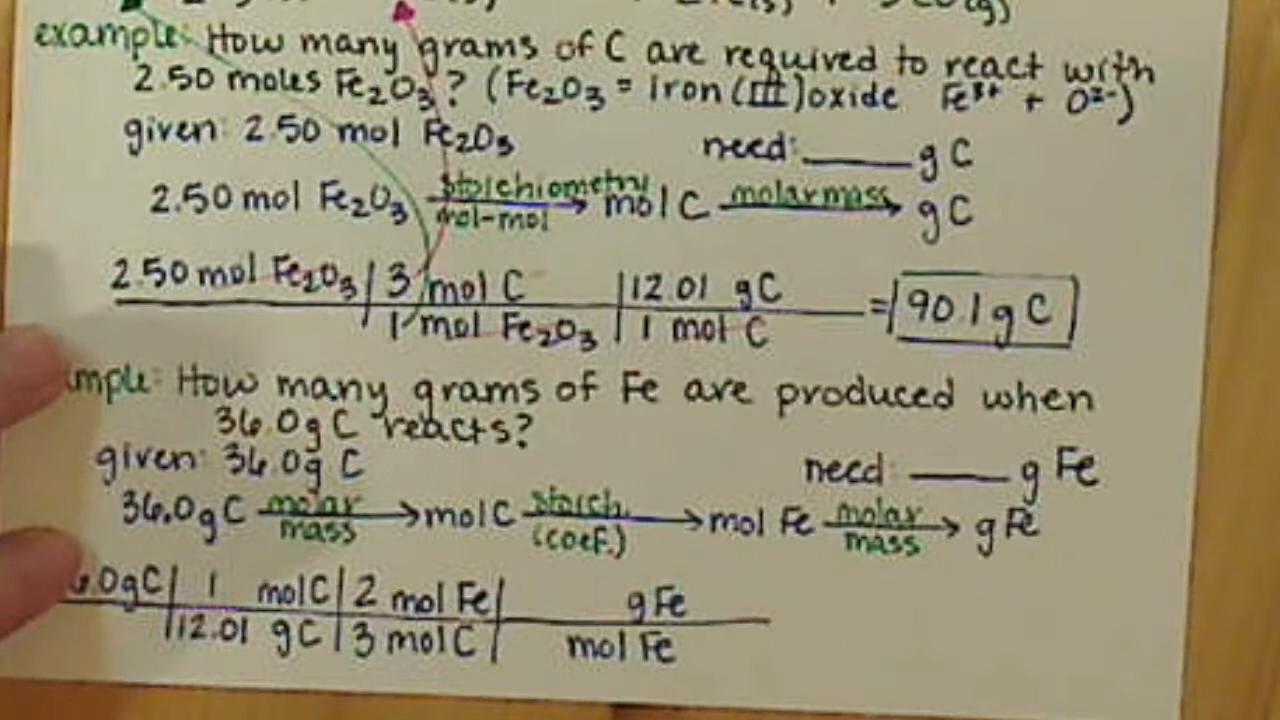 example: How many grams of C are required to react with
2.50 moles Fe₂O₃? (Fe₂O₃ = iron (III) oxide Fe³⁺ + O²⁻)
given: 2.50 mol Fe₂O₃ need: ____ g C
2.50 mol Fe₂O₃ stoichiometry mol-mol → mol C molar mass → g C
2.50 mol Fe₂O₃ | 3 mol C | 12.01 g C = 90.1 g C
1 mol Fe₂O₃ | 1 mol C
mple: How many grams of Fe are produced when
36.0 g C reacts?
given: 36.0 g C need: ____ g Fe
36.0 g C molar mass → mol C stoich. (coef.) → mol Fe molar mass → g Fe
.0 g C | 1 mol C | 2 mol Fe | g Fe
12.01 g C | 3 mol C | mol Fe